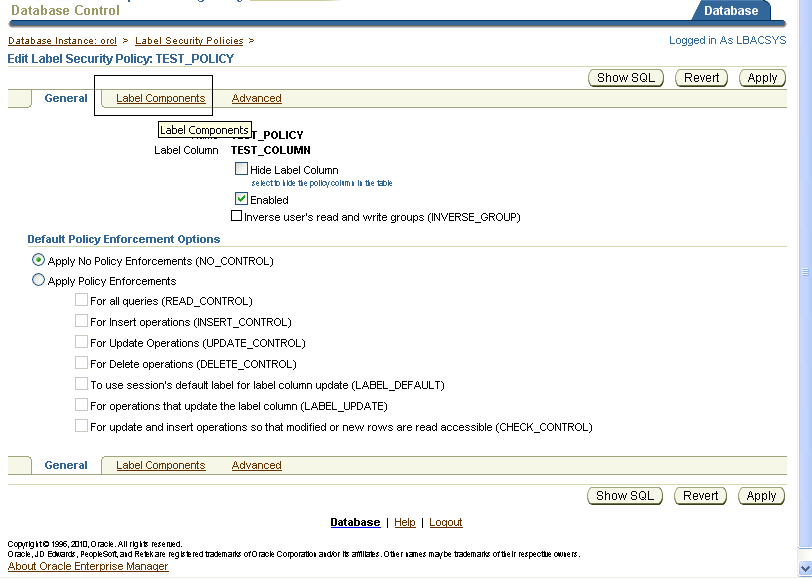 Database Control
Database
Database Instance: orcl > Label Security Policies >
Logged in As LBACSYS
Edit Label Security Policy: TEST_POLICY
Show SQL Revert Apply
General Label Components Advanced
Label Components
_POLICY
Label Column TEST_COLUMN
Hide Label Column
select to hide the policy column in the table
Enabled
Inverse user's read and write groups (INVERSE_GROUP)
Default Policy Enforcement Options
Apply No Policy Enforcements (NO_CONTROL)
Apply Policy Enforcements
For all queries (READ_CONTROL)
For Insert operations (INSERT_CONTROL)
For Update Operations (UPDATE_CONTROL)
For Delete operations (DELETE_CONTROL)
To use session's default label for label column update (LABEL_DEFAULT)
For operations that update the label column (LABEL_UPDATE)
For update and insert operations so that modified or new rows are read accessible (CHECK_CONTROL)
General Label Components Advanced
Show SQL Revert Apply
Database | Help | Logout
Copyright © 1996, 2010, Oracle. All rights reserved.
Oracle, JD Edwards, PeopleSoft, and Retek are registered trademarks of Oracle Corporation and/or its affiliates. Other names may be trademarks of their respective owners.
About Oracle Enterprise Manager